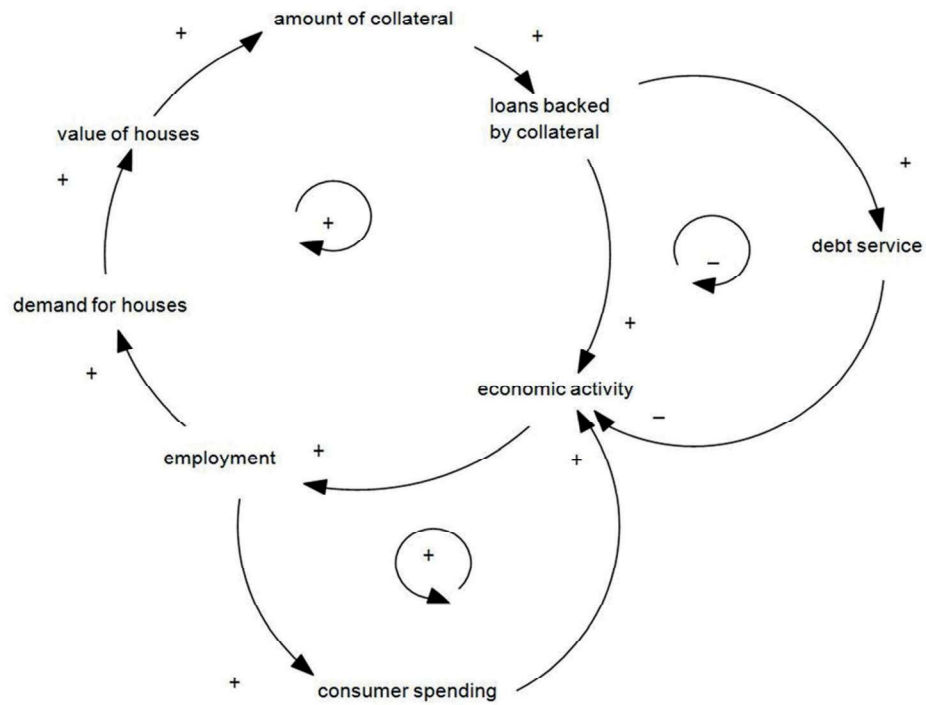 amount of collateral
+
+
loans backed
by collateral
value of houses
+
+
+
debt service
–
demand for houses
+
+
economic activity
–
+
employment
+
+
+
consumer spending